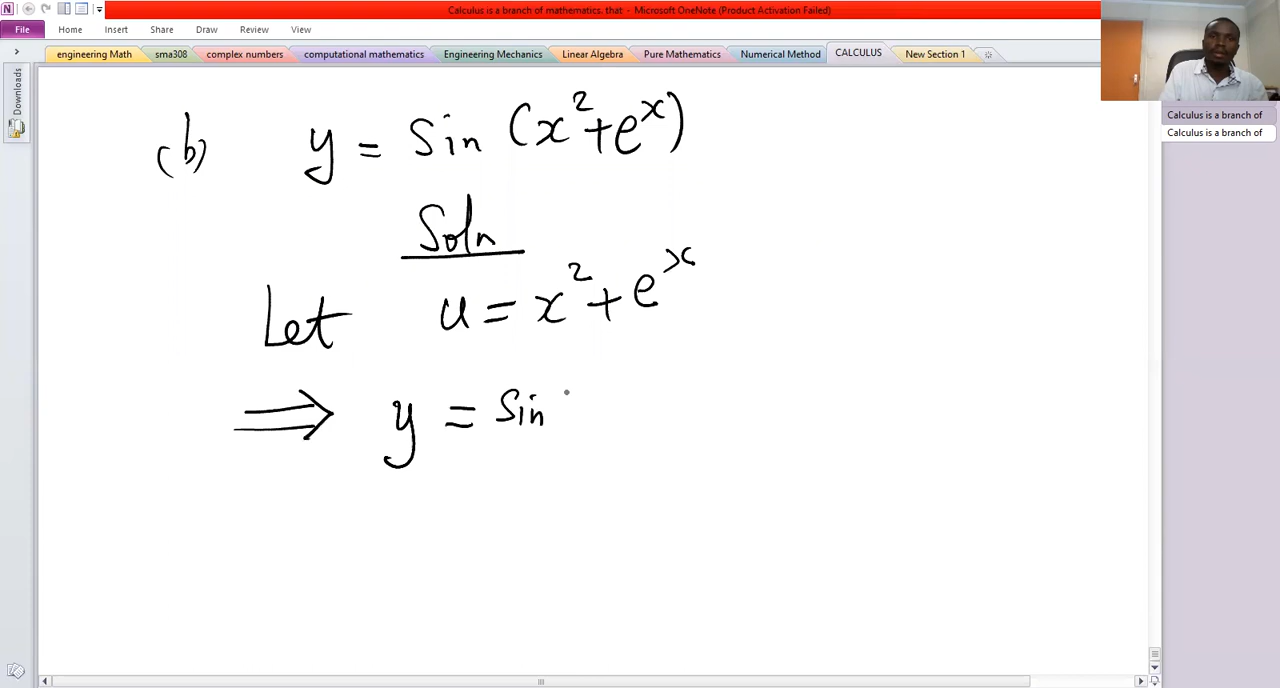 Calculus is a branch of mathematics. that - Microsoft OneNote (Product Activation Failed)
File Home Insert Share Draw Review View
engineering Math sma308 complex numbers computational mathematics Engineering Mechanics Linear Algebra Pure Mathematics Numerical Method CALCULUS New Section 1
Downloads
Calculus is a branch of
Calculus is a branch of
(b) y = Sin (x²+eˣ)
Soln
Let u = x²+eˣ
⟹ y = Sin